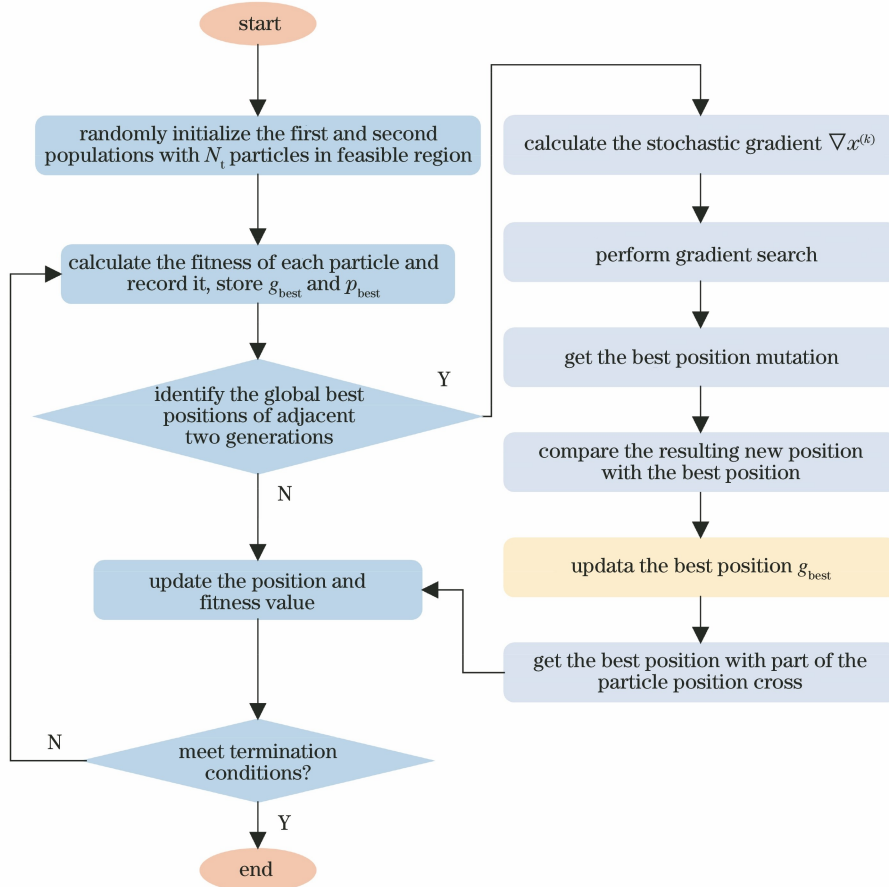 start
randomly initialize the first and second
populations with Nₜ particles in feasible region
calculate the fitness of each particle and
record it, store g_best and p_best
identify the global best
positions of adjacent
two generations
Y
N
update the position and
fitness value
meet termination
conditions?
N
Y
end
calculate the stochastic gradient ∇x⁽ᵏ⁾
perform gradient search
get the best position mutation
compare the resulting new position
with the best position
updata the best position g_best
get the best position with part of the
particle position cross